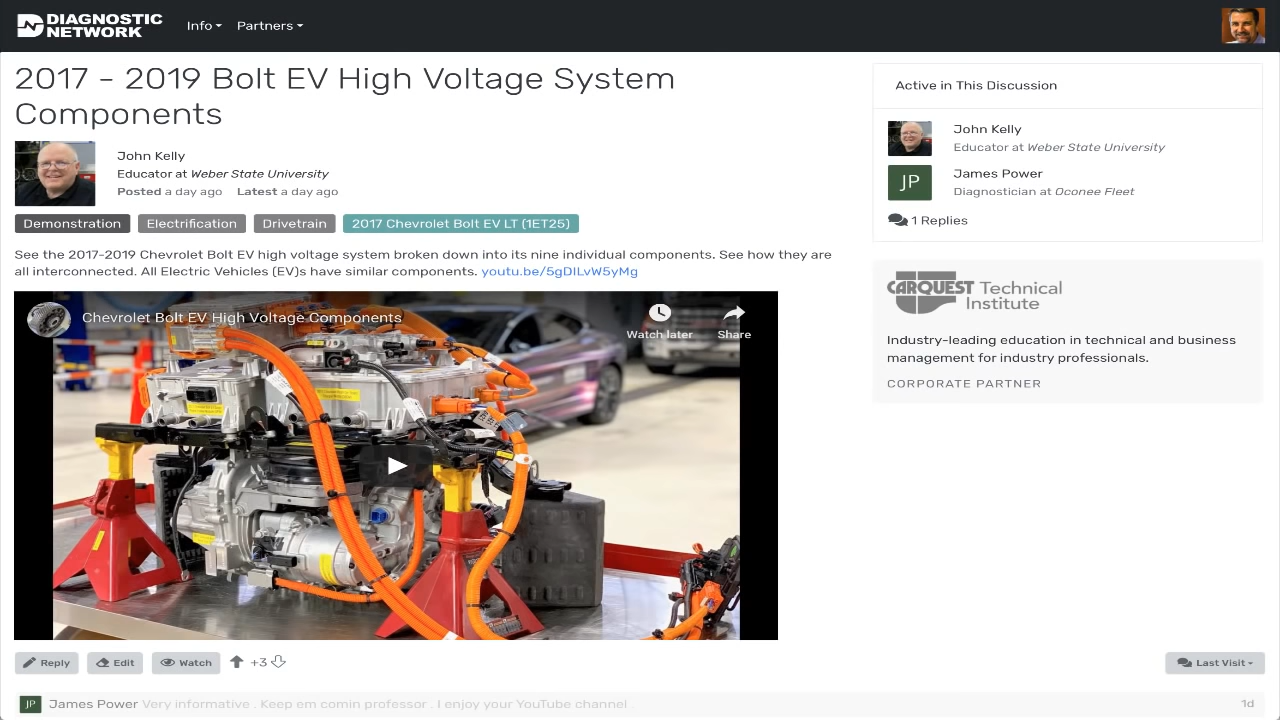 DIAGNOSTIC
NETWORK
Info
Partners
2017 - 2019 Bolt EV High Voltage System
Components
John Kelly
Educator at Weber State University
Posted a day ago Latest a day ago
Demonstration Electrification Drivetrain 2017 Chevrolet Bolt EV LT (1ET25)
See the 2017-2019 Chevrolet Bolt EV high voltage system broken down into its nine individual components. See how they are
all interconnected. All Electric Vehicles (EV)s have similar components. youtu.be/5gDILvW5yMg
Chevrolet Bolt EV High Voltage Components
Watch later
Share
Reply Edit Watch +3
Last Visit
JP James Power Very informative . Keep em comin professor . I enjoy your YouTube channel .
1d
Active in This Discussion
John Kelly
Educator at Weber State University
JP
James Power
Diagnostician at Oconee Fleet
1 Replies
CARQUEST Technical
Institute
Industry-leading education in technical and business
management for industry professionals.
CORPORATE PARTNER